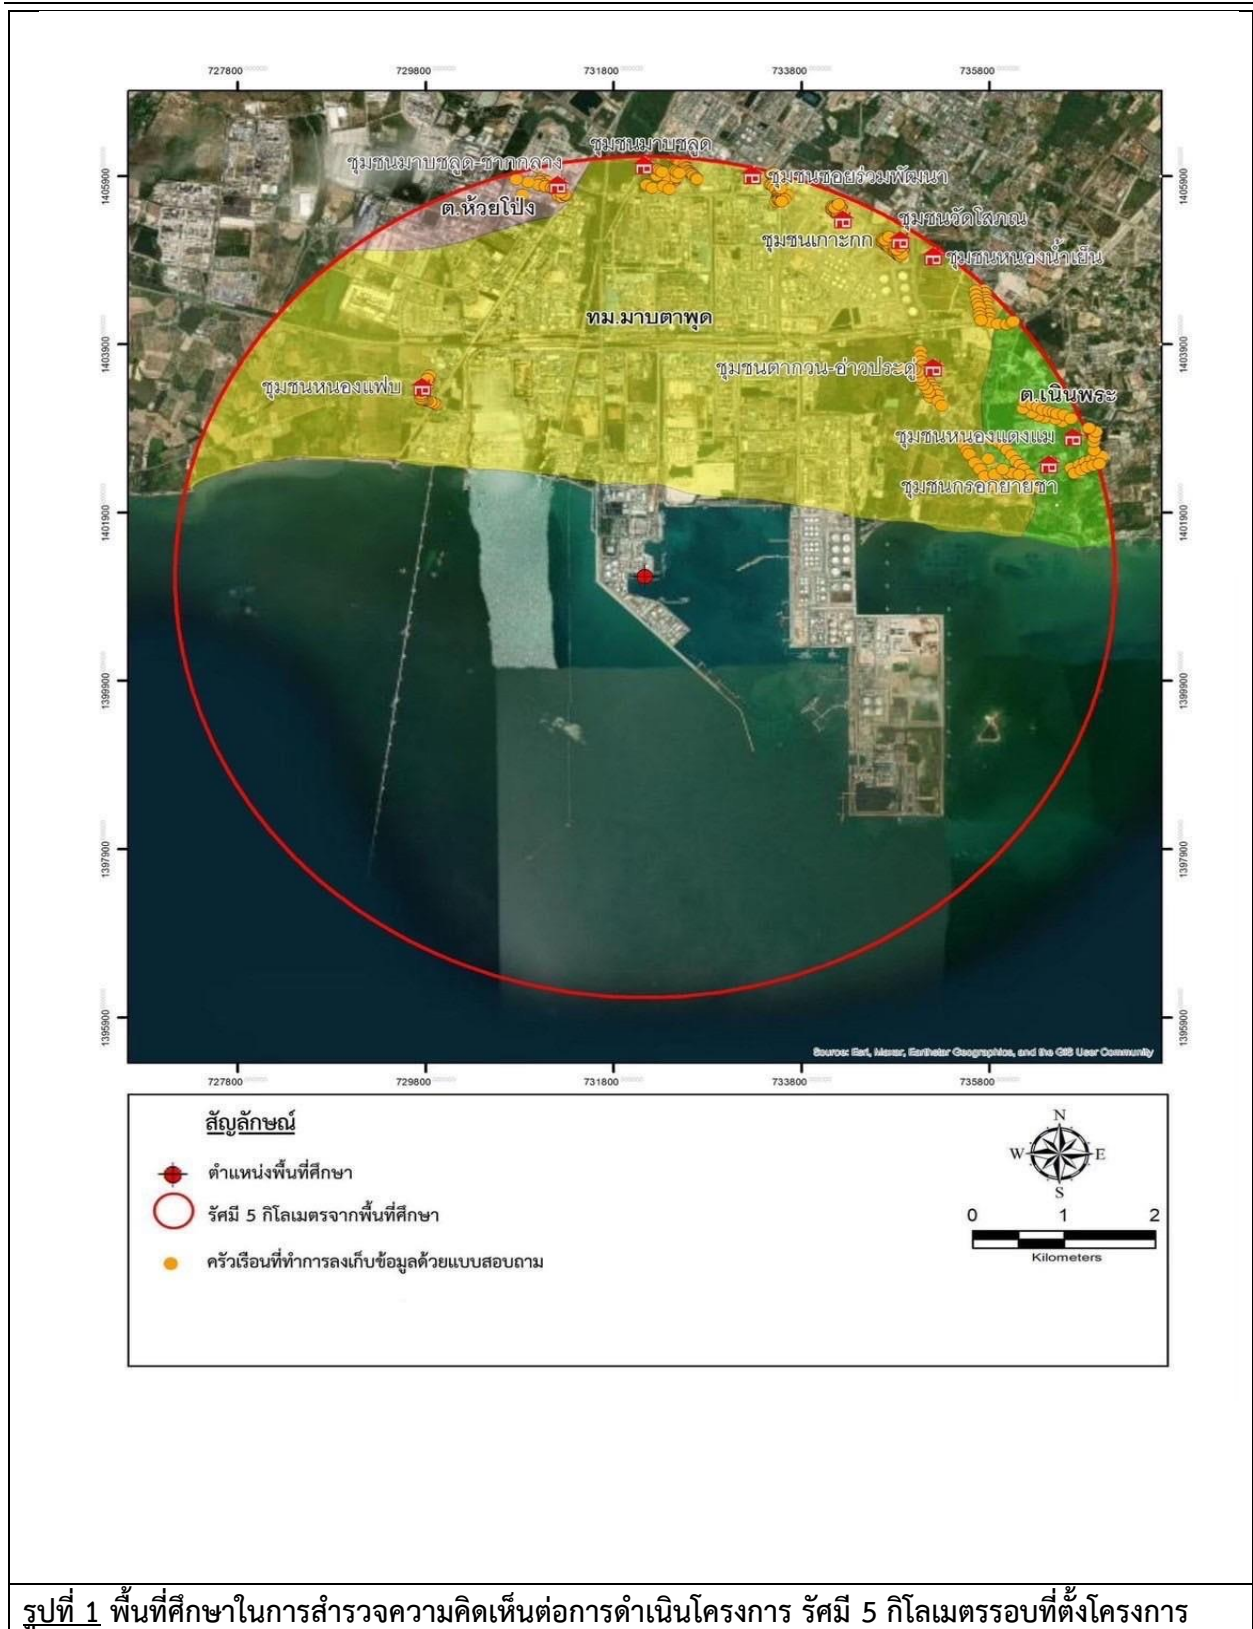 727800 729800 731800 733800 735800
ชุมชนมาบชลูด
ชุมชนมาบชลูด-ชากกลาง
ชุมชนซอยร่วมพัฒนา
1405900 1405900
ต.ห้วยโป่ง
ชุมชนวัดโสภณ
ชุมชนเกาะกก
ชุมชนหนองน้ำเย็น
ทม.มาบตาพุด
1403900 1403900
ชุมชนตากวน-อ่าวประดู่
ชุมชนหนองแฟบ
ต.เนินพระ
ชุมชนหนองแตงเม
ชุมชนกรอกยายชา
1401900 1401900
1399900 1399900
1397900 1397900
1395900 1395900
Source: Esri, Maxar, Earthstar Geographics, and the GIS User Community
727800 729800 731800 733800 735800
สัญลักษณ์
ตำแหน่งพื้นที่ศึกษา
รัศมี 5 กิโลเมตรจากพื้นที่ศึกษา
ครัวเรือนที่ทำการลงเก็บข้อมูลด้วยแบบสอบถาม
N
W E
S
0 1 2
Kilometers
รูปที่ 1 พื้นที่ศึกษาในการสำรวจความคิดเห็นต่อการดำเนินโครงการ รัศมี 5 กิโลเมตรรอบที่ตั้งโครงการ